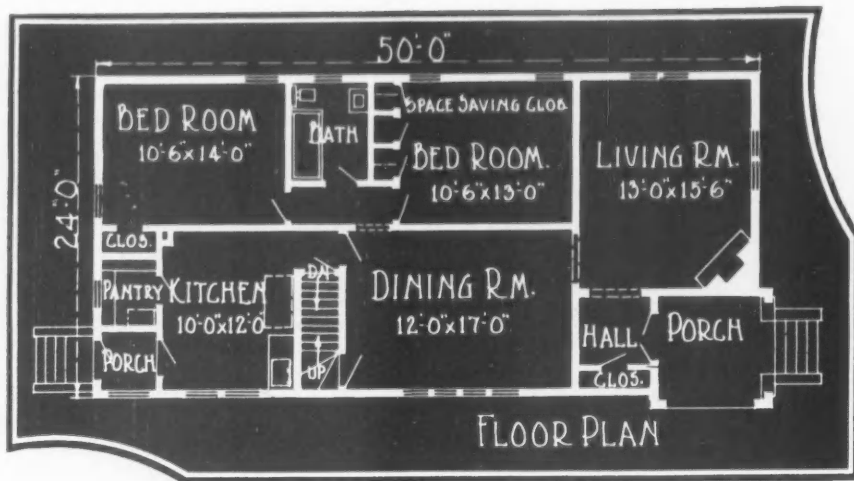 50'-0"
24'-0"
BED ROOM
10'-6"x14'-0"
BATH
SPACE SAVING CLOS.
BED ROOM.
10'-6"x13'-0"
LIVING RM.
13'-0"x15'-6"
CLOS.
PANTRY
KITCHEN
10'-0"x12'-0
DN
UP
DINING RM.
12'-0"x17'-0"
HALL
PORCH
CLOS.
PORCH
FLOOR PLAN